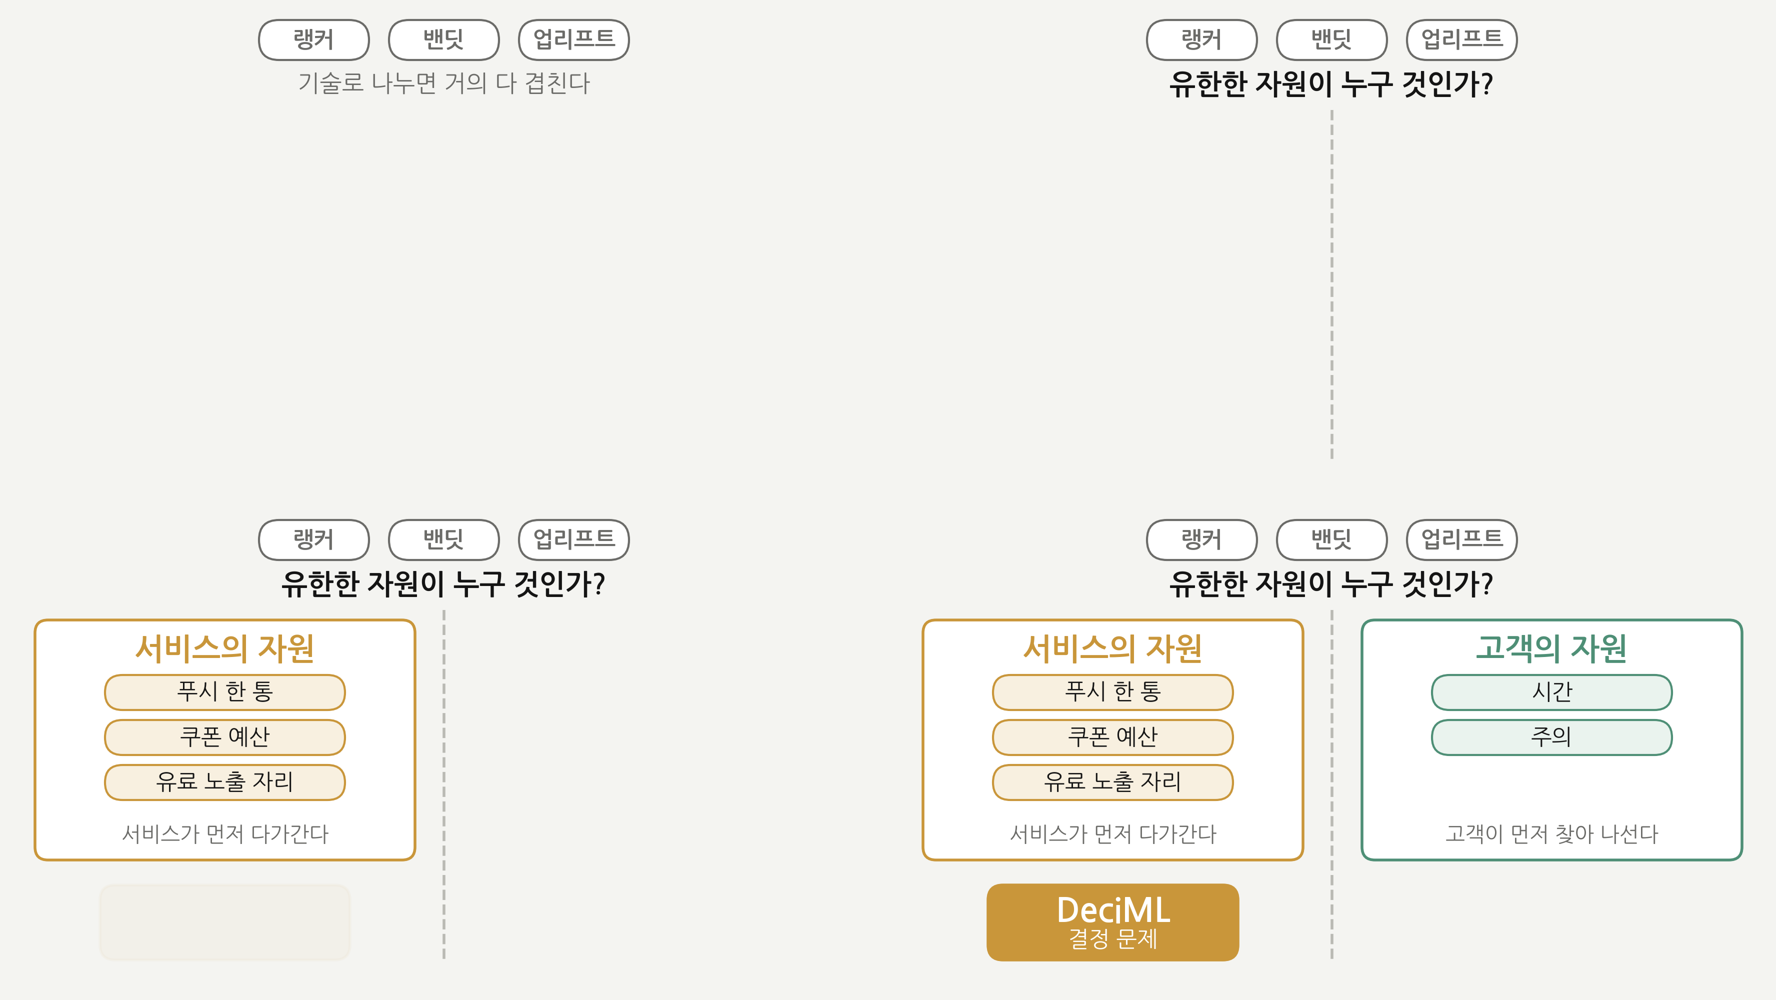 랭커 밴딧 업리프트
기술로 나누면 거의 다 겹친다
랭커 밴딧 업리프트
유한한 자원이 누구 것인가?
랭커 밴딧 업리프트
유한한 자원이 누구 것인가?
서비스의 자원
푸시 한 통
쿠폰 예산
유료 노출 자리
서비스가 먼저 다가간다
랭커 밴딧 업리프트
유한한 자원이 누구 것인가?
서비스의 자원
푸시 한 통
쿠폰 예산
유료 노출 자리
서비스가 먼저 다가간다
DeciML
결정 문제
고객의 자원
시간
주의
고객이 먼저 찾아 나선다